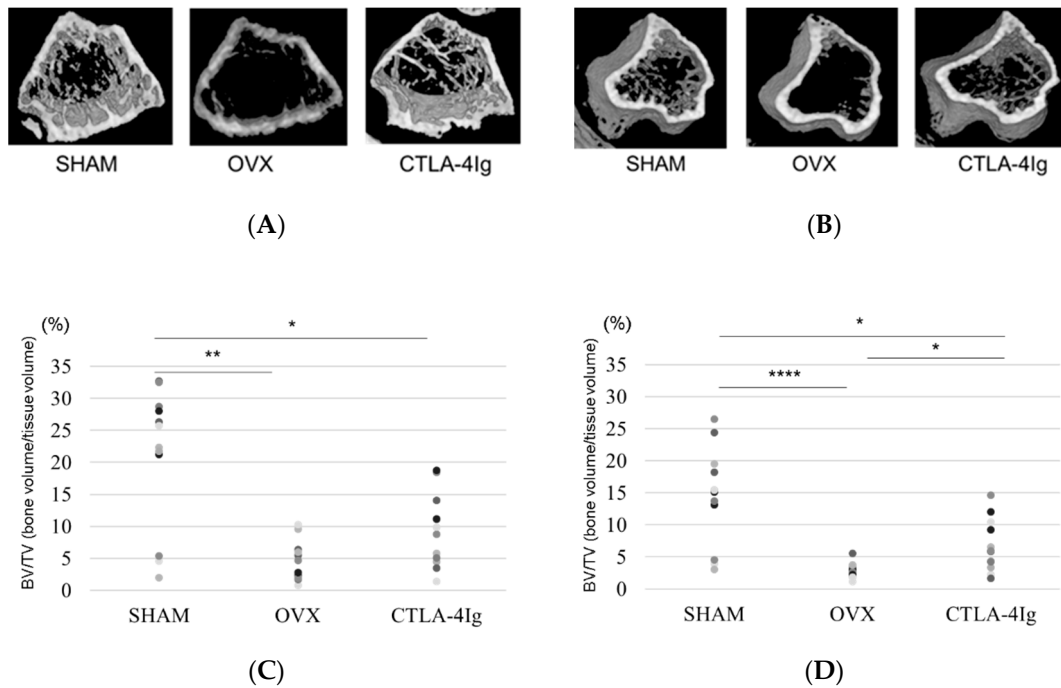 SHAM OVX CTLA-4Ig
(A)
SHAM OVX CTLA-4Ig
(B)
(%)
*
**
BV/TV (bone volume/tissue volume)
35
30
25
20
15
10
5
0
SHAM OVX CTLA-4Ig
(C)
(%)
*
*
****
BV/TV (bone volume/tissue volume)
35
30
25
20
15
10
5
0
SHAM OVX CTLA-4Ig
(D)